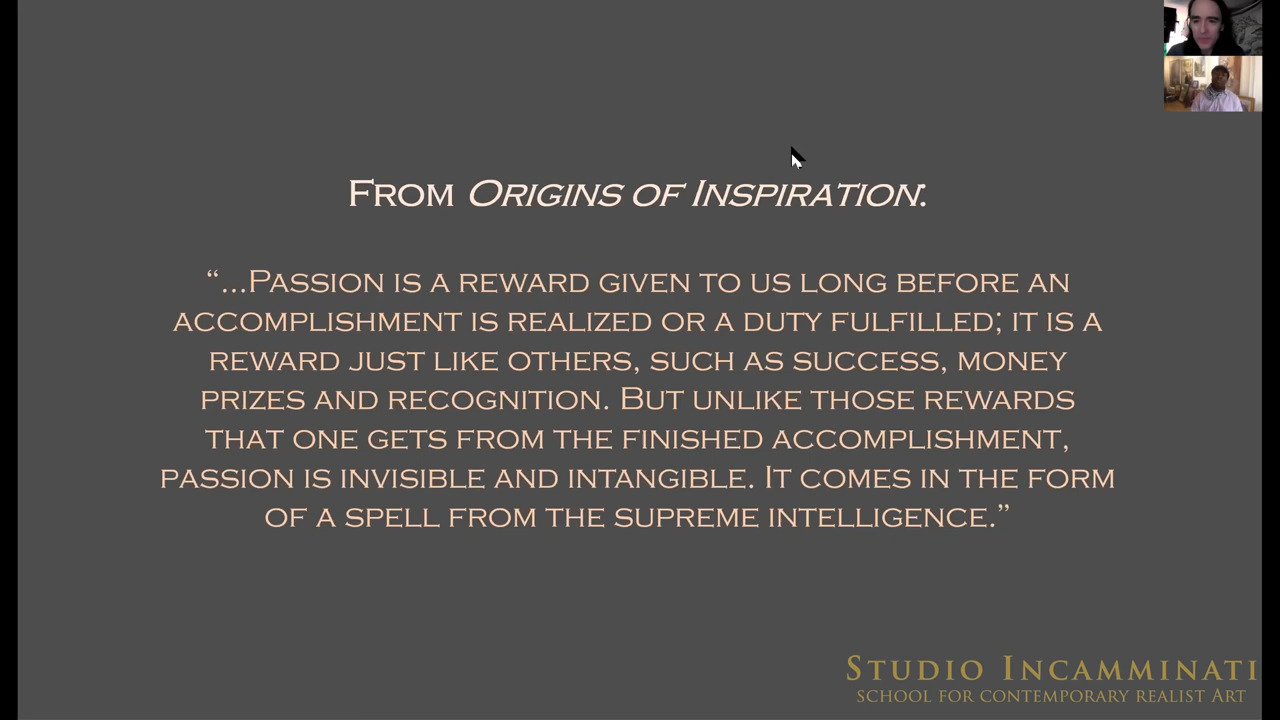 From Origins of Inspiration:
“...Passion is a reward given to us long before an
accomplishment is realized or a duty fulfilled; it is a
reward just like others, such as success, money
prizes and recognition. But unlike those rewards
that one gets from the finished accomplishment,
passion is invisible and intangible. It comes in the form
of a spell from the supreme intelligence.”
Studio Incamminati
School for Contemporary Realist Art